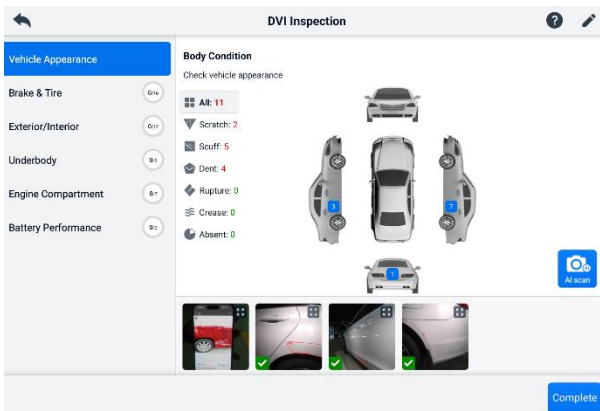 DVI Inspection
?
Vehicle Appearance
Brake & Tire
Exterior/Interior
Underbody
Engine Compartment
Battery Performance
Body Condition
Check vehicle appearance
All: 11
Scratch: 2
Scuff: 5
Dent: 4
Rupture: 0
Crease: 0
Absent: 0
3
7
1
AI scan
Complete